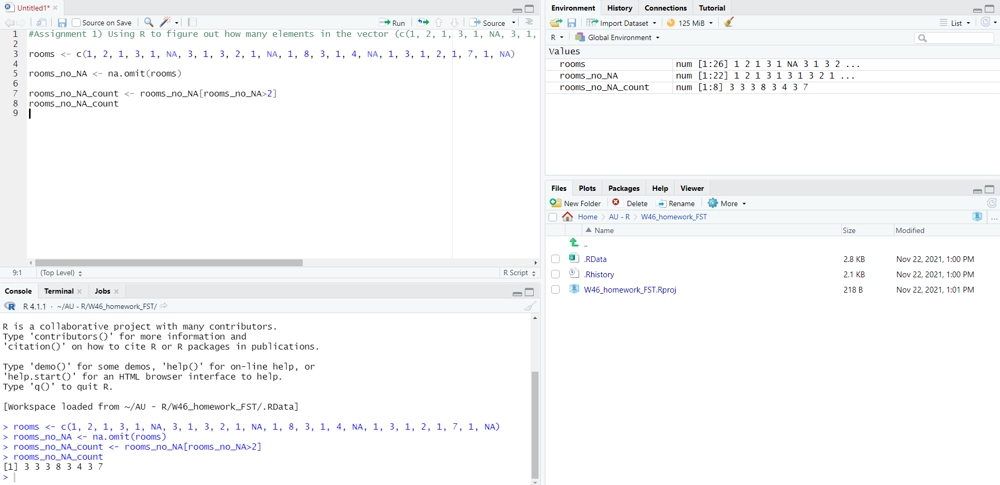 Untitled1*
Source on Save
Run
Source
1 #Assignment 1) Using R to figure out how many elements in the vector (c(1, 2, 1, 3, 1, NA, 3, 1,
2
3 rooms <- c(1, 2, 1, 3, 1, NA, 3, 1, 3, 2, 1, NA, 1, 8, 3, 1, 4, NA, 1, 3, 1, 2, 1, 7, 1, NA)
4
5 rooms_no_NA <- na.omit(rooms)
6
7 rooms_no_NA_count <- rooms_no_NA[rooms_no_NA>2]
8 rooms_no_NA_count
9
9:1 (Top Level) R Script
Console Terminal Jobs
R 4.1.1 · ~/AU - R/W46_homework_FST/
R is a collaborative project with many contributors.
Type 'contributors()' for more information and
'citation()' on how to cite R or R packages in publications.
Type 'demo()' for some demos, 'help()' for on-line help, or
'help.start()' for an HTML browser interface to help.
Type 'q()' to quit R.
[Workspace loaded from ~/AU - R/W46_homework_FST/.RData]
> rooms <- c(1, 2, 1, 3, 1, NA, 3, 1, 3, 2, 1, NA, 1, 8, 3, 1, 4, NA, 1, 3, 1, 2, 1, 7, 1, NA)
> rooms_no_NA <- na.omit(rooms)
> rooms_no_NA_count <- rooms_no_NA[rooms_no_NA>2]
> rooms_no_NA_count
[1] 3 3 3 8 3 4 3 7
>
Environment History Connections Tutorial
Import Dataset 125 MiB List
R Global Environment
Values
rooms num [1:26] 1 2 1 3 1 NA 3 1 3 2 ...
rooms_no_NA num [1:22] 1 2 1 3 1 3 1 3 2 1 ...
rooms_no_NA_count num [1:8] 3 3 3 8 3 4 3 7
Files Plots Packages Help Viewer
New Folder Delete Rename More
Home AU - R W46_homework_FST ...
Name Size Modified
..
.RData 2.8 KB Nov 22, 2021, 1:00 PM
.Rhistory 2.1 KB Nov 22, 2021, 1:00 PM
W46_homework_FST.Rproj 218 B Nov 22, 2021, 1:01 PM